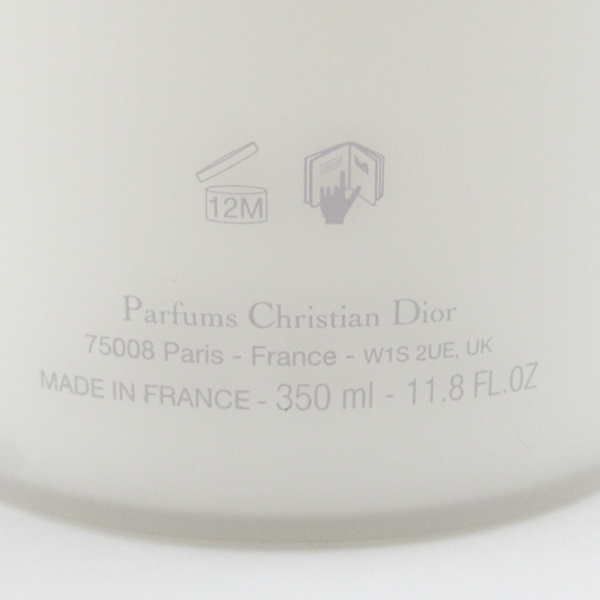 12M
Parfums Christian Dior
75008 Paris - France - W1S 2UE, UK
MADE IN FRANCE - 350 ml - 11.8 FL.OZ